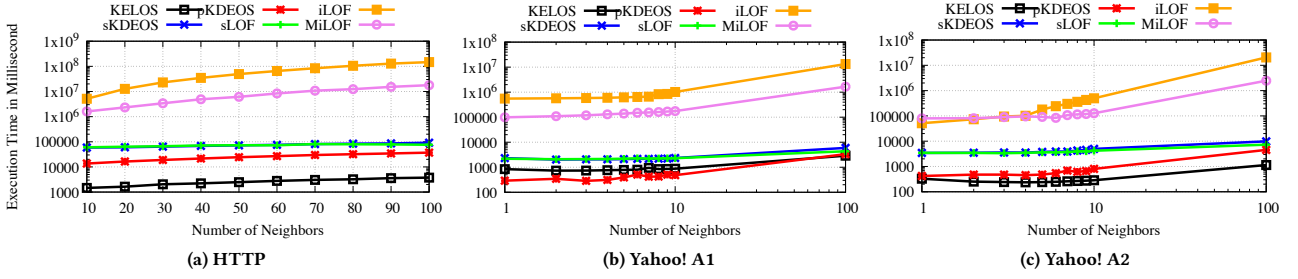 Execution Time in Millisecond
KELOS pKDEOS iLOF
sKDEOS sLOF MiLOF
1x10^9
1x10^8
1x10^7
1x10^6
100000
10000
1000
10 20 30 40 50 60 70 80 90 100
Number of Neighbors
(a) HTTP
KELOS pKDEOS iLOF
sKDEOS sLOF MiLOF
1x10^8
1x10^7
1x10^6
100000
10000
1000
100
1 10 100
Number of Neighbors
(b) Yahoo! A1
KELOS pKDEOS iLOF
sKDEOS sLOF MiLOF
1x10^8
1x10^7
1x10^6
100000
10000
1000
100
1 10 100
Number of Neighbors
(c) Yahoo! A2